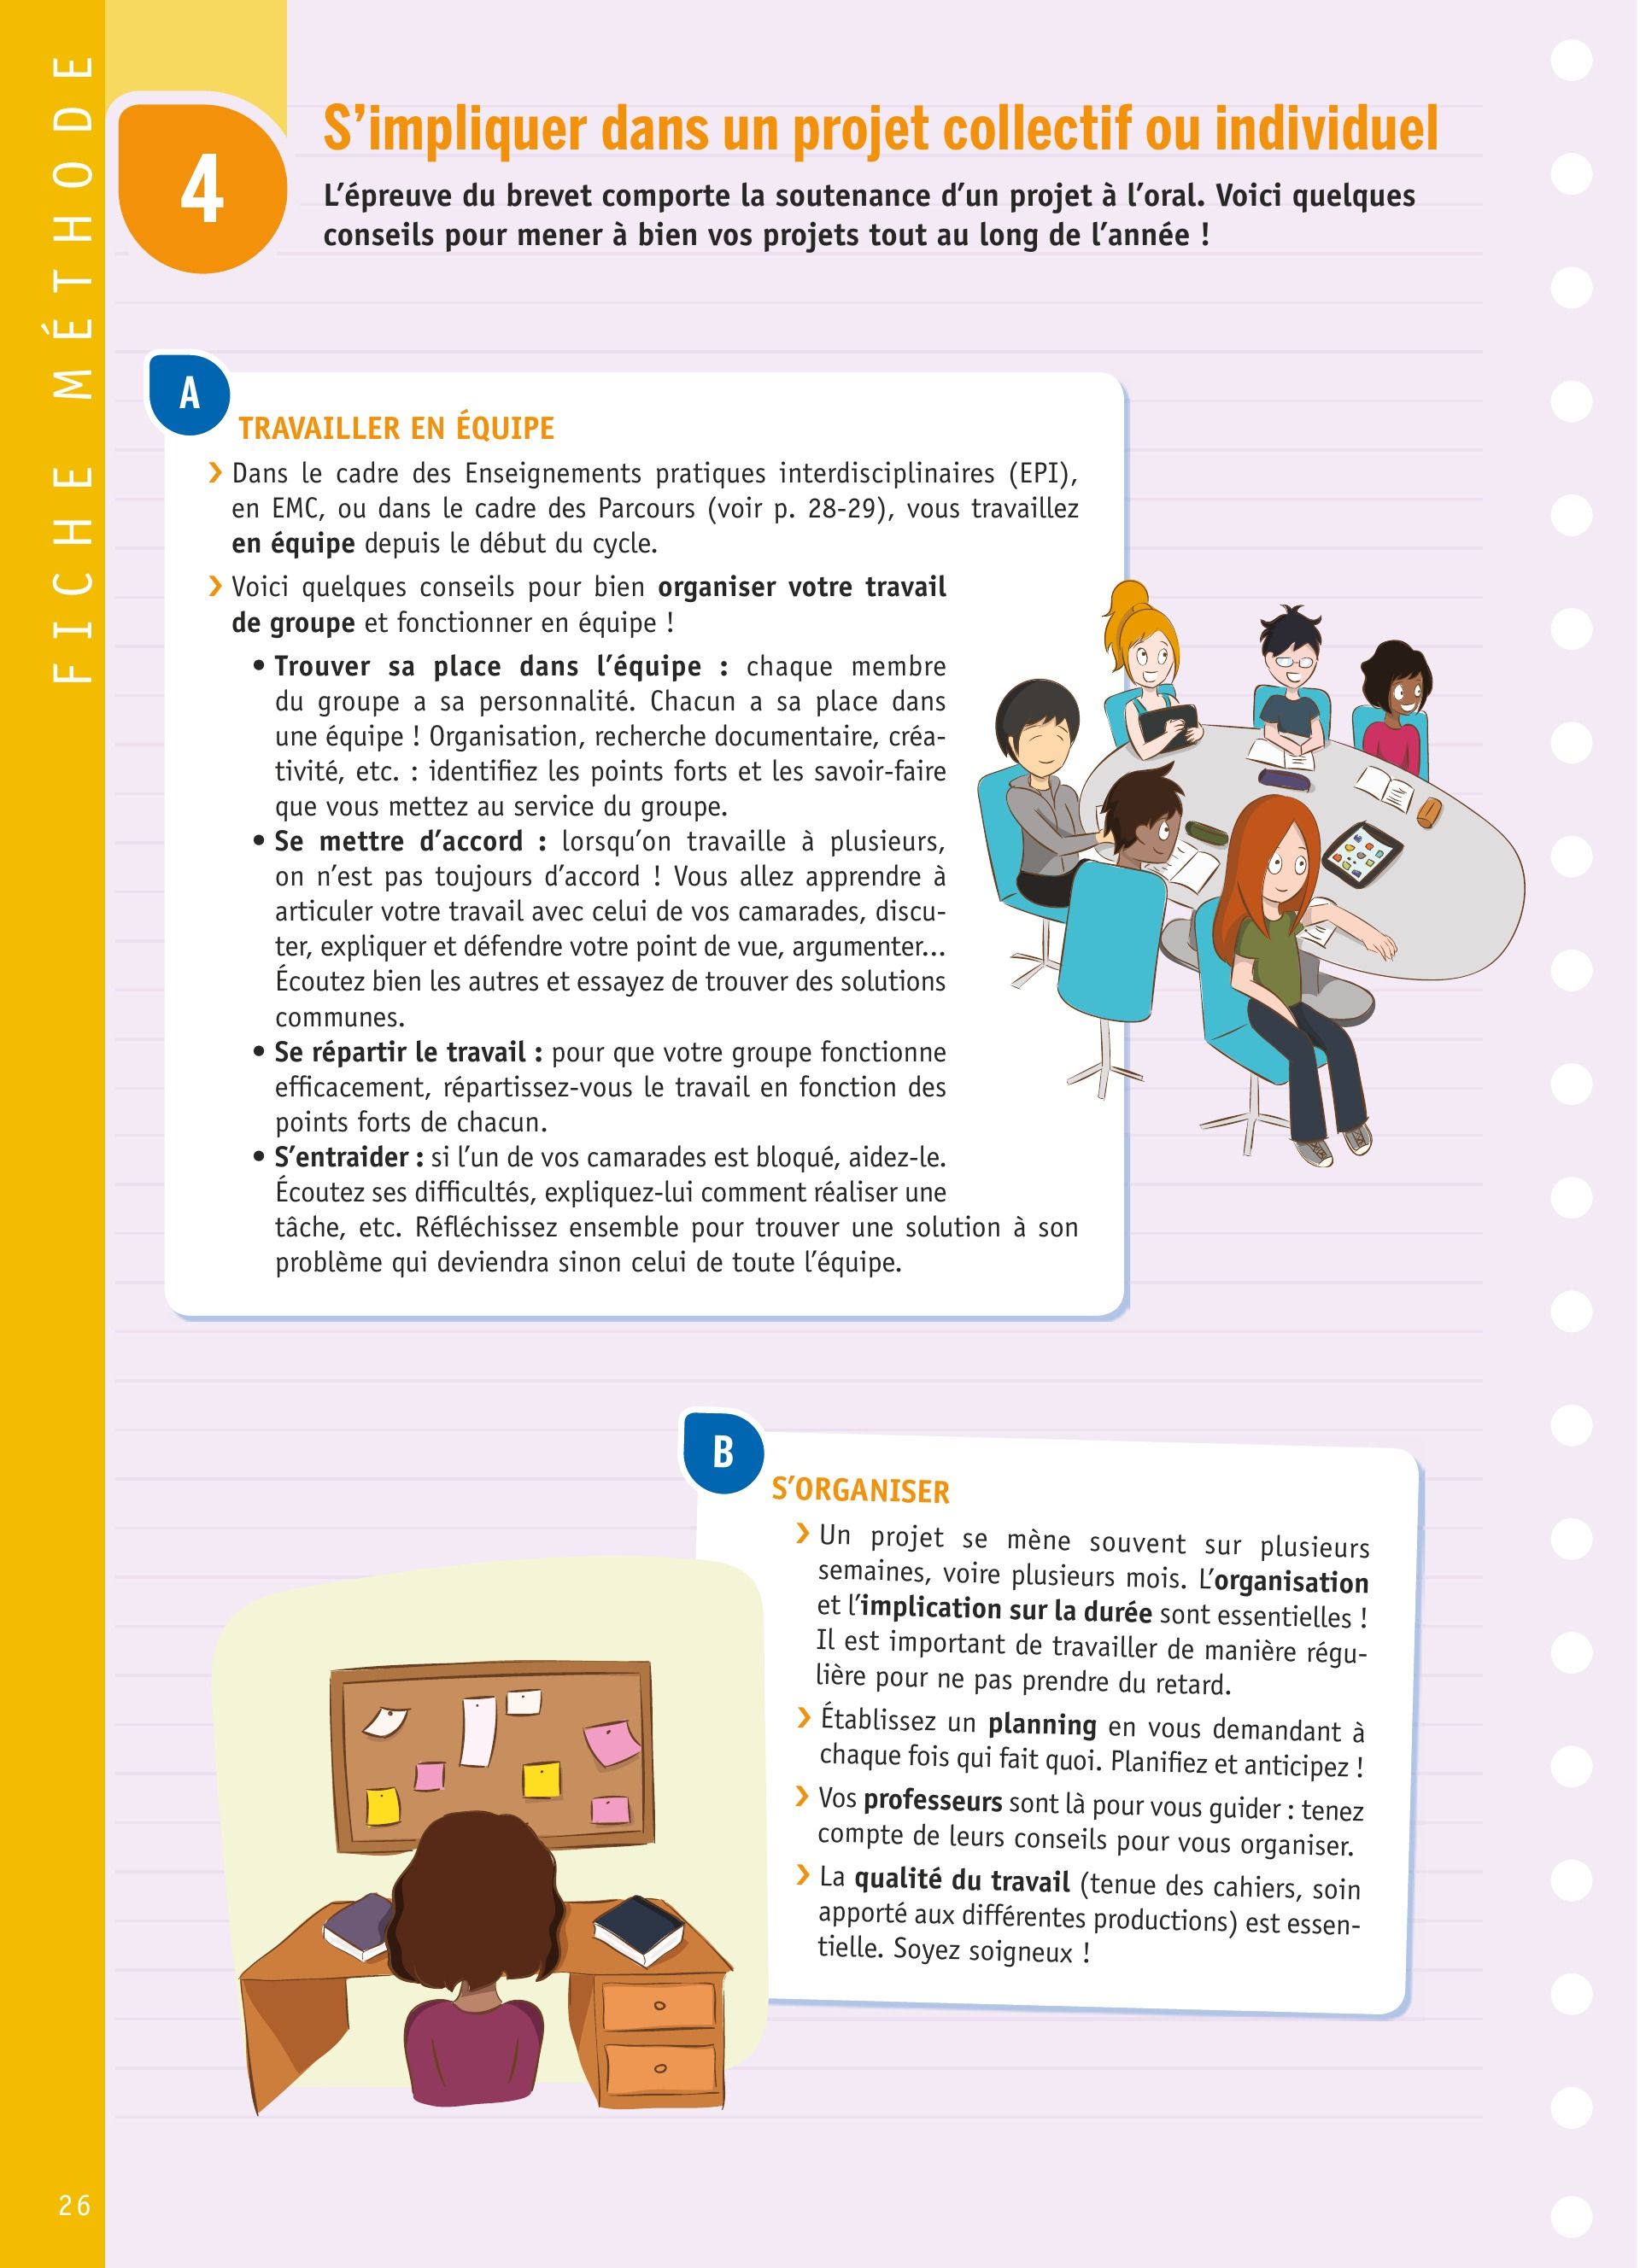 FICHE MÉTHODE
4
S'impliquer dans un projet collectif ou individuel
L'épreuve du brevet comporte la soutenance d'un projet à l'oral. Voici quelques
conseils pour mener à bien vos projets tout au long de l'année !
A
TRAVAILLER EN ÉQUIPE
› Dans le cadre des Enseignements pratiques interdisciplinaires (EPI),
en EMC, ou dans le cadre des Parcours (voir p. 28-29), vous travaillez
en équipe depuis le début du cycle.
› Voici quelques conseils pour bien organiser votre travail
de groupe et fonctionner en équipe !
• Trouver sa place dans l'équipe : chaque membre
du groupe a sa personnalité. Chacun a sa place dans
une équipe ! Organisation, recherche documentaire, créa-
tivité, etc. : identifiez les points forts et les savoir-faire
que vous mettez au service du groupe.
• Se mettre d'accord : lorsqu'on travaille à plusieurs,
on n'est pas toujours d'accord ! Vous allez apprendre à
articuler votre travail avec celui de vos camarades, discu-
ter, expliquer et défendre votre point de vue, argumenter...
Écoutez bien les autres et essayez de trouver des solutions
communes.
• Se répartir le travail : pour que votre groupe fonctionne
efficacement, répartissez-vous le travail en fonction des
points forts de chacun.
• S'entraider : si l'un de vos camarades est bloqué, aidez-le.
Écoutez ses difficultés, expliquez-lui comment réaliser une
tâche, etc. Réfléchissez ensemble pour trouver une solution à son
problème qui deviendra sinon celui de toute l'équipe.
B
S'ORGANISER
› Un projet se mène souvent sur plusieurs
semaines, voire plusieurs mois. L'organisation
et l'implication sur la durée sont essentielles !
Il est important de travailler de manière régu-
lière pour ne pas prendre du retard.
› Établissez un planning en vous demandant à
chaque fois qui fait quoi. Planifiez et anticipez !
› Vos professeurs sont là pour vous guider : tenez
compte de leurs conseils pour vous organiser.
› La qualité du travail (tenue des cahiers, soin
apporté aux différentes productions) est essen-
tielle. Soyez soigneux !
26